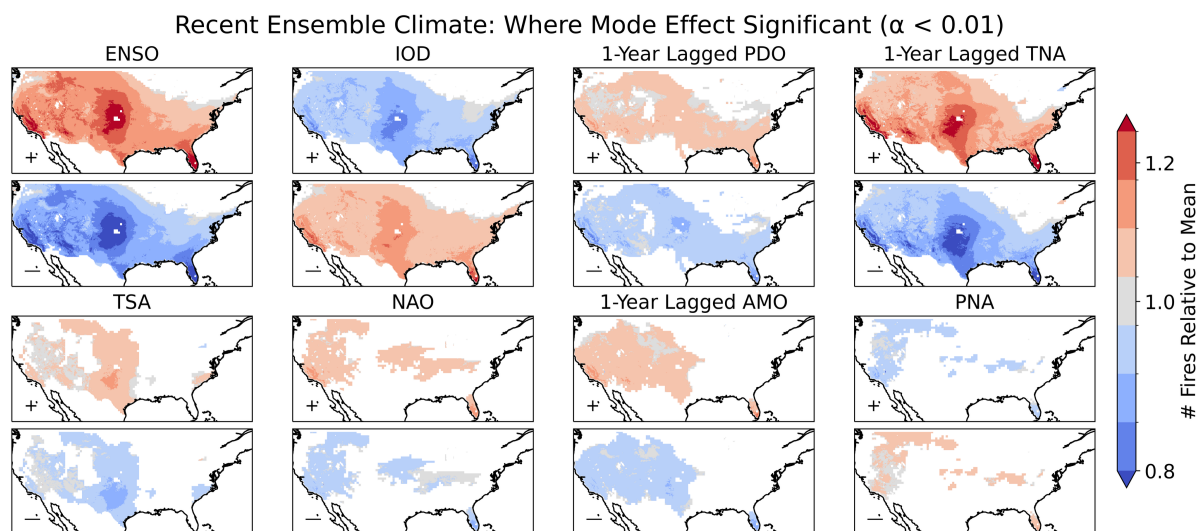 Recent Ensemble Climate: Where Mode Effect Significant (α < 0.01)
ENSO IOD 1-Year Lagged PDO 1-Year Lagged TNA
+ + + +
− − − −
TSA NAO 1-Year Lagged AMO PNA
+ + + +
− − − −
1.2
1.0
0.8
# Fires Relative to Mean